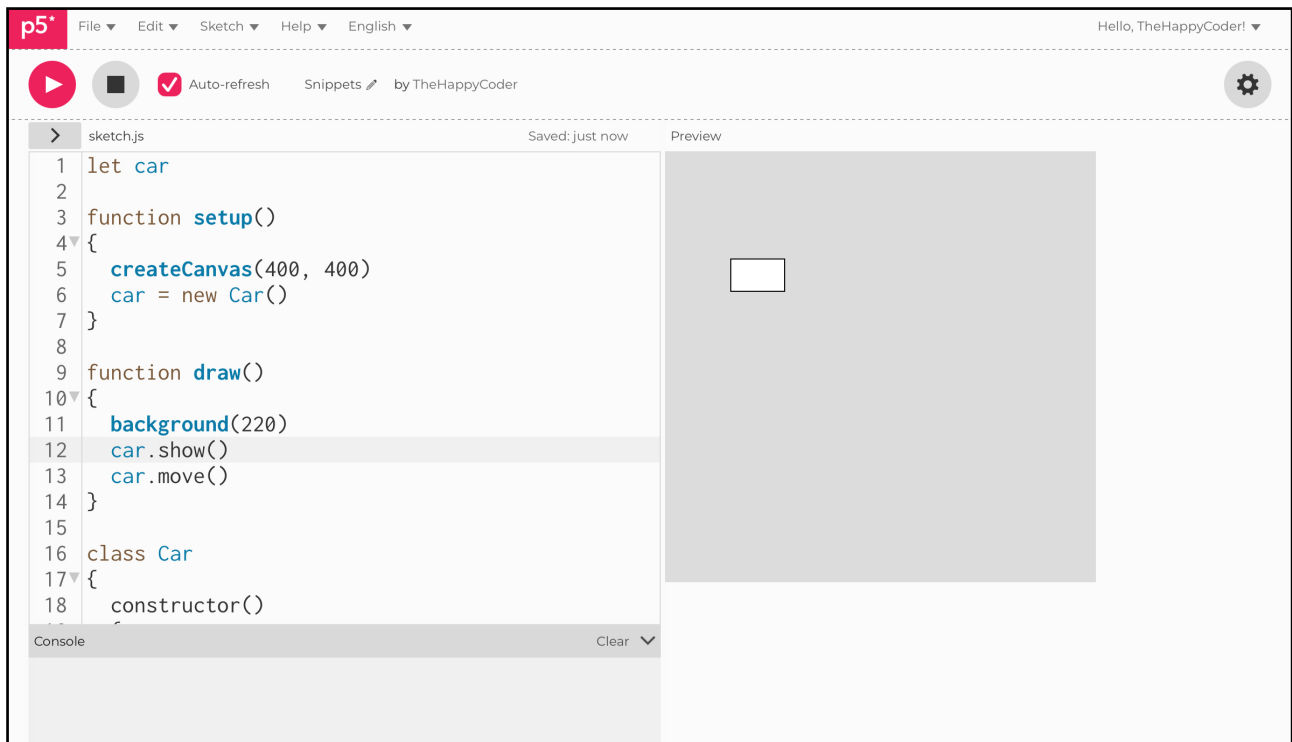 p5* File Edit Sketch Help English Hello, TheHappyCoder!
Auto-refresh Snippets by TheHappyCoder
sketch.js Saved: just now Preview
1 let car
2
3 function setup()
4 {
5 createCanvas(400, 400)
6 car = new Car()
7 }
8
9 function draw()
10 {
11 background(220)
12 car.show()
13 car.move()
14 }
15
16 class Car
17 {
18 constructor()
Console Clear